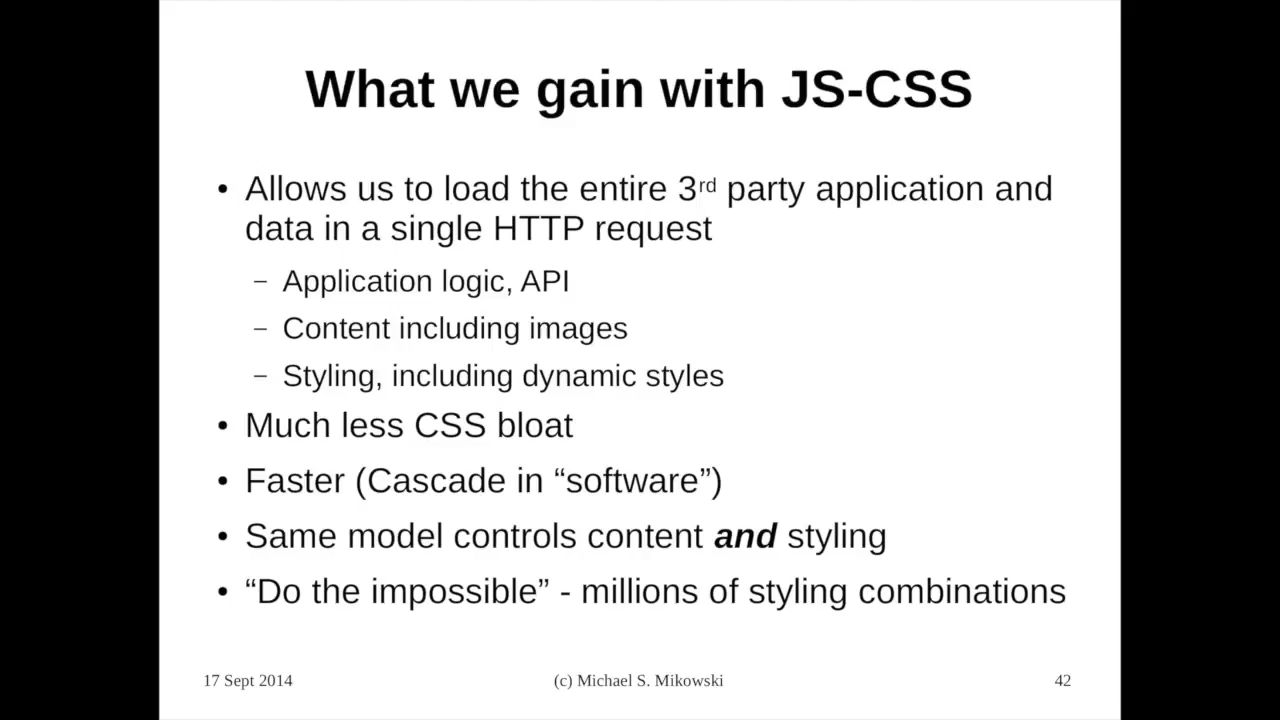 What we gain with JS-CSS
• Allows us to load the entire 3rd party application and
data in a single HTTP request
– Application logic, API
– Content including images
– Styling, including dynamic styles
• Much less CSS bloat
• Faster (Cascade in “software”)
• Same model controls content and styling
• “Do the impossible” - millions of styling combinations
17 Sept 2014 (c) Michael S. Mikowski 42